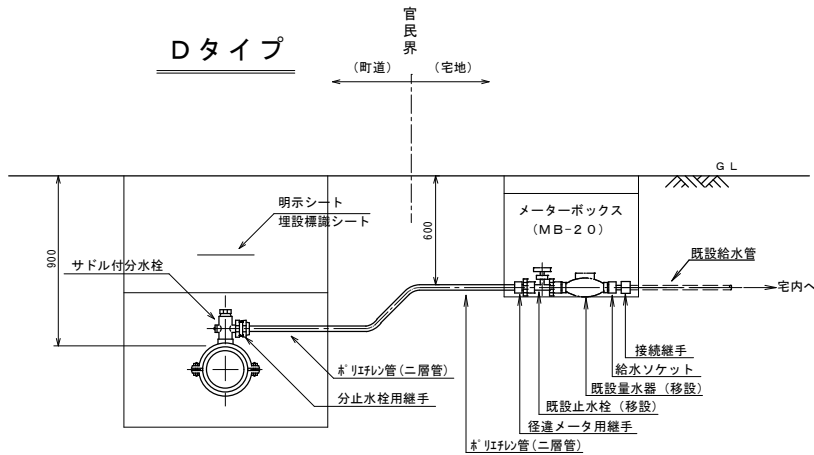 Dタイプ
官民界
(町道)
(宅地)
GL
明示シート
埋設標識シート
900
600
メーターボックス
(MB-20)
サドル付分水栓
既設給水管
宅内へ
ポリエチレン管(二層管)
分止水栓用継手
接続継手
給水ソケット
既設量水器(移設)
既設止水栓(移設)
径違メータ用継手
ポリエチレン管(二層管)